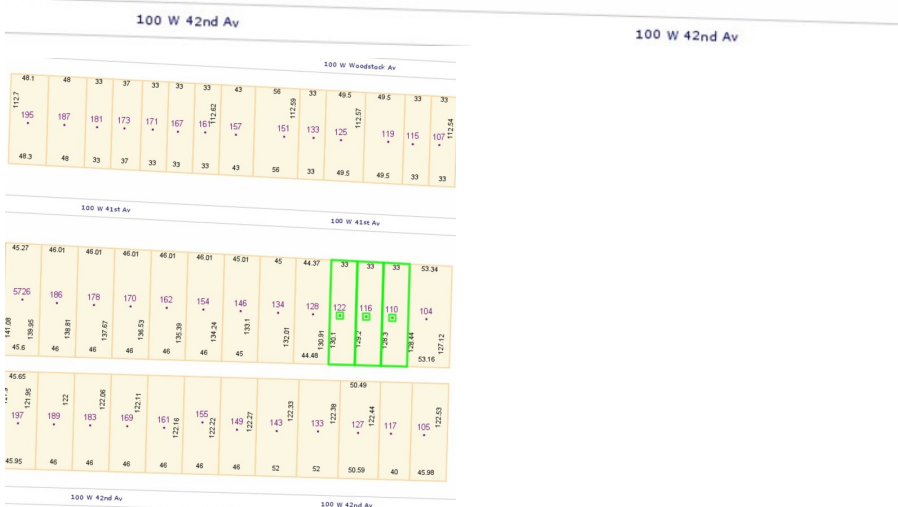 100 W 42nd Av
100 W 42nd Av
100 W Woodstock Av
48.1 48 33 37 33 33 33 43 56 33 49.5 49.5 33 33
112.7 112.62 112.59 112.57 112.54
195 187 181 173 171 167 161 157 151 133 125 119 115 107
48.3 48 33 37 33 33 33 43 56 33 49.5 49.5 33 33
100 W 41st Av
100 W 41st Av
45.27 46.01 46.01 46.01 46.01 46.01 45.01 45 44.37 33 33 33 53.34
5726 186 178 170 162 154 146 134 128 122 116 110 104
141.08 139.95 138.81 137.67 136.53 135.39 134.24 133.1 132.01 130.91 130.1 129.2 128.3 128.44 127.12
45.6 46 46 46 46 46 45 44.48 53.16
45.65 50.49
121.95 122 122.06 122.11 122.16 122.22 122.27 122.33 122.38 122.44 122.53
197 189 183 169 161 155 149 143 133 127 117 105
45.95 46 46 46 46 46 52 52 50.59 40 45.98
100 W 42nd Av
100 W 42nd Av